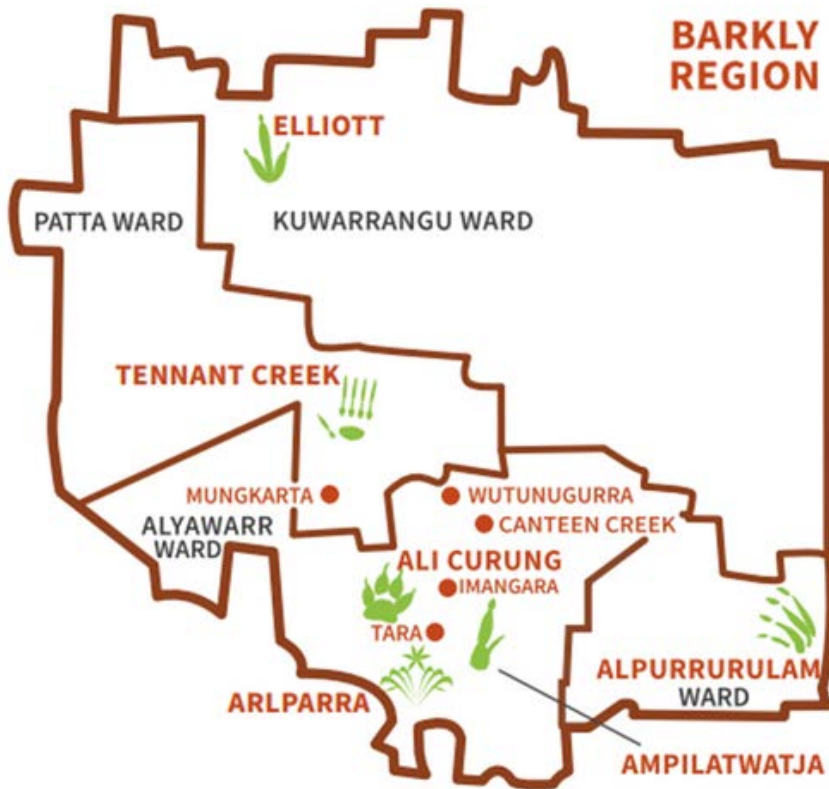 BARKLY
REGION
ELLIOTT
PATTA WARD
KUWARRANGU WARD
TENNANT CREEK
MUNGKARTA
WUTUNUGURRA
ALYAWARR
WARD
CANTEEN CREEK
ALI CURUNG
IMANGARA
TARA
ALPURRURULAM
WARD
ARLPARRA
AMPILATWATJA